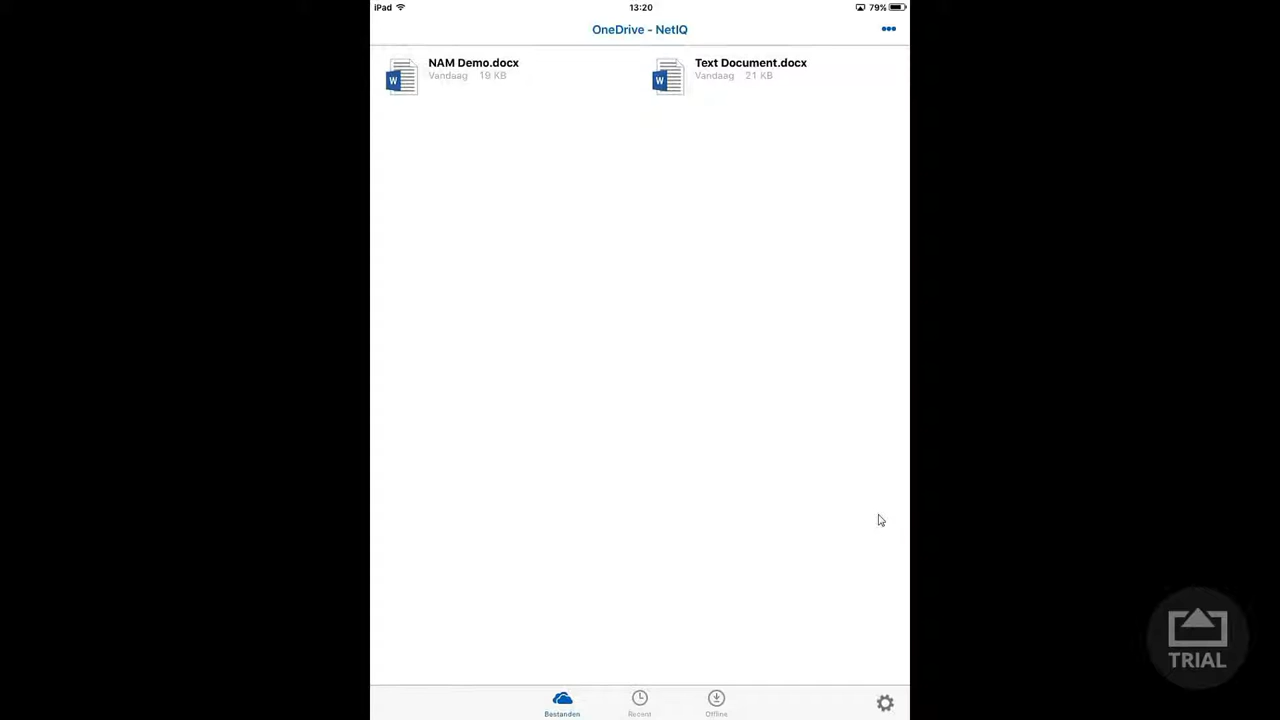 iPad
13:20
79%
OneDrive - NetIQ
NAM Demo.docx
Vandaag 19 KB
Text Document.docx
Vandaag 21 KB
Bestanden
Recent
Offline
TRIAL